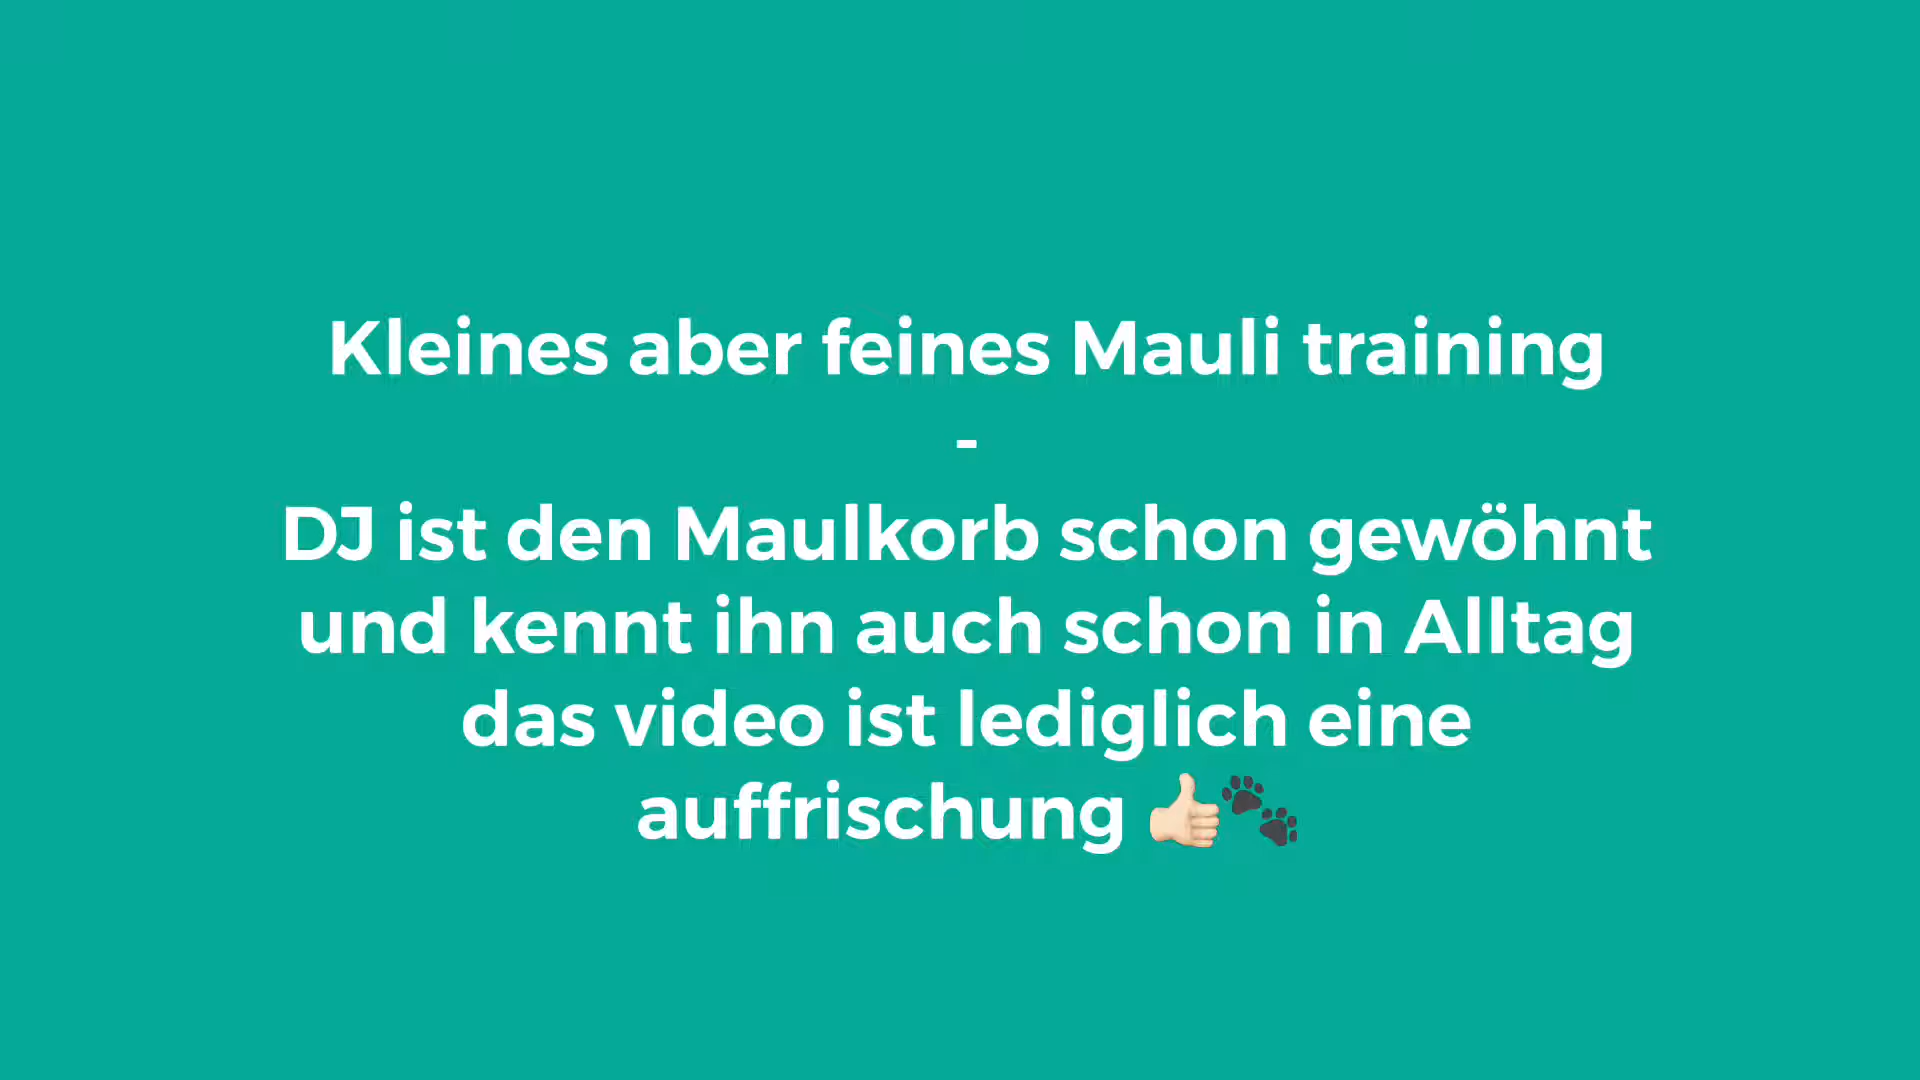 Kleines aber feines Mauli training
-
DJ ist den Maulkorb schon gewöhnt
und kennt ihn auch schon in Alltag
das video ist lediglich eine
auffrischung 👍🏻🐾